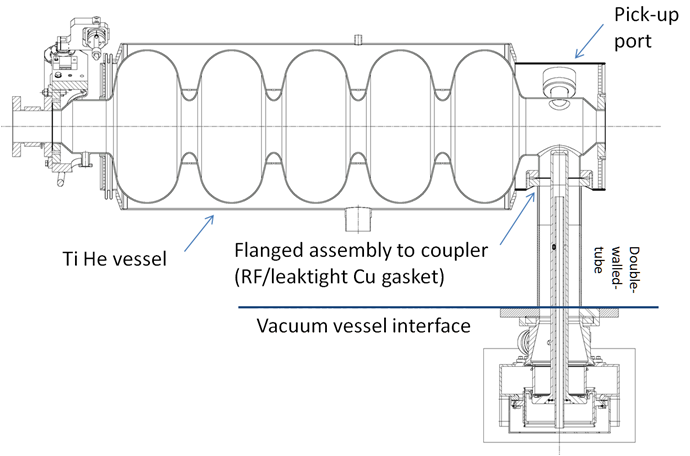 Pick-up
port
Ti He vessel
Flanged assembly to coupler
(RF/leaktight Cu gasket)
Double-
walled-
tube
Vacuum vessel interface